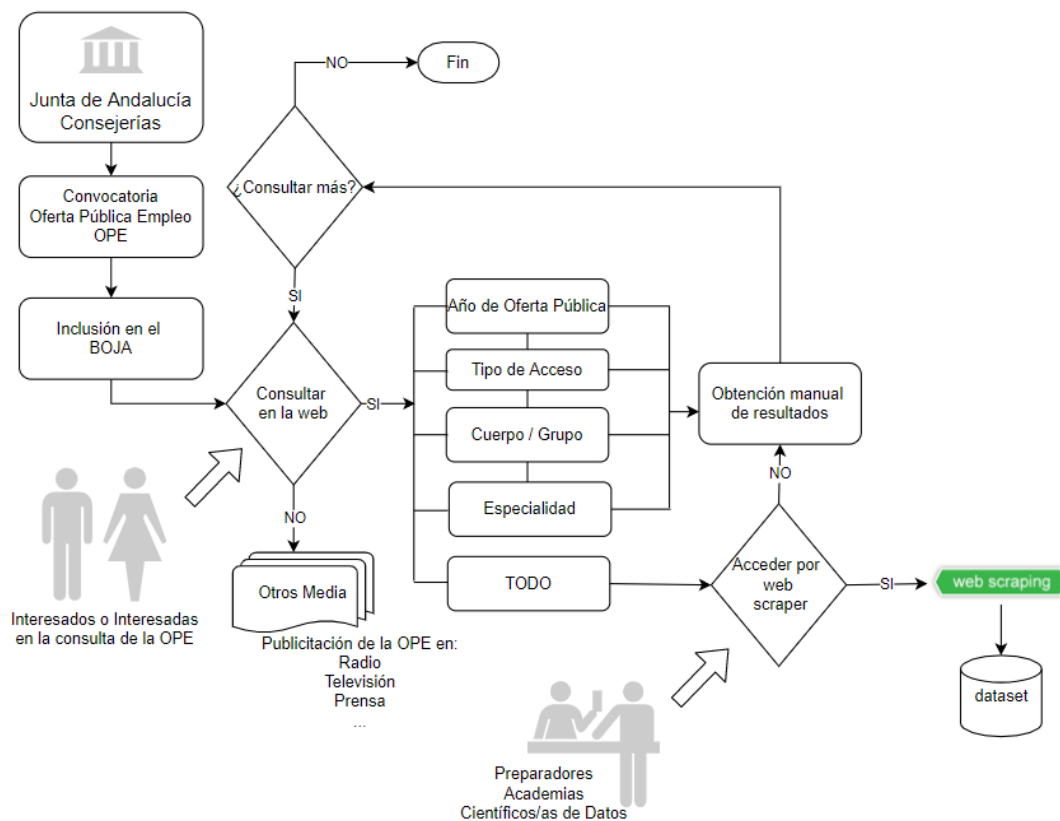 Junta de Andalucía
Consejerías
Convocatoria
Oferta Pública Empleo
OPE
Inclusión en el
BOJA
NO
Fin
¿Consultar más?
SI
Consultar
en la web
SI
NO
Otros Media
Publicitación de la OPE en:
Radio
Televisión
Prensa
...
Interesados o Interesadas
en la consulta de la OPE
Año de Oferta Pública
Tipo de Acceso
Cuerpo / Grupo
Especialidad
TODO
Obtención manual
de resultados
NO
Acceder por
web
scraper
SI
web scraping
dataset
Preparadores
Academias
Científicos/as de Datos